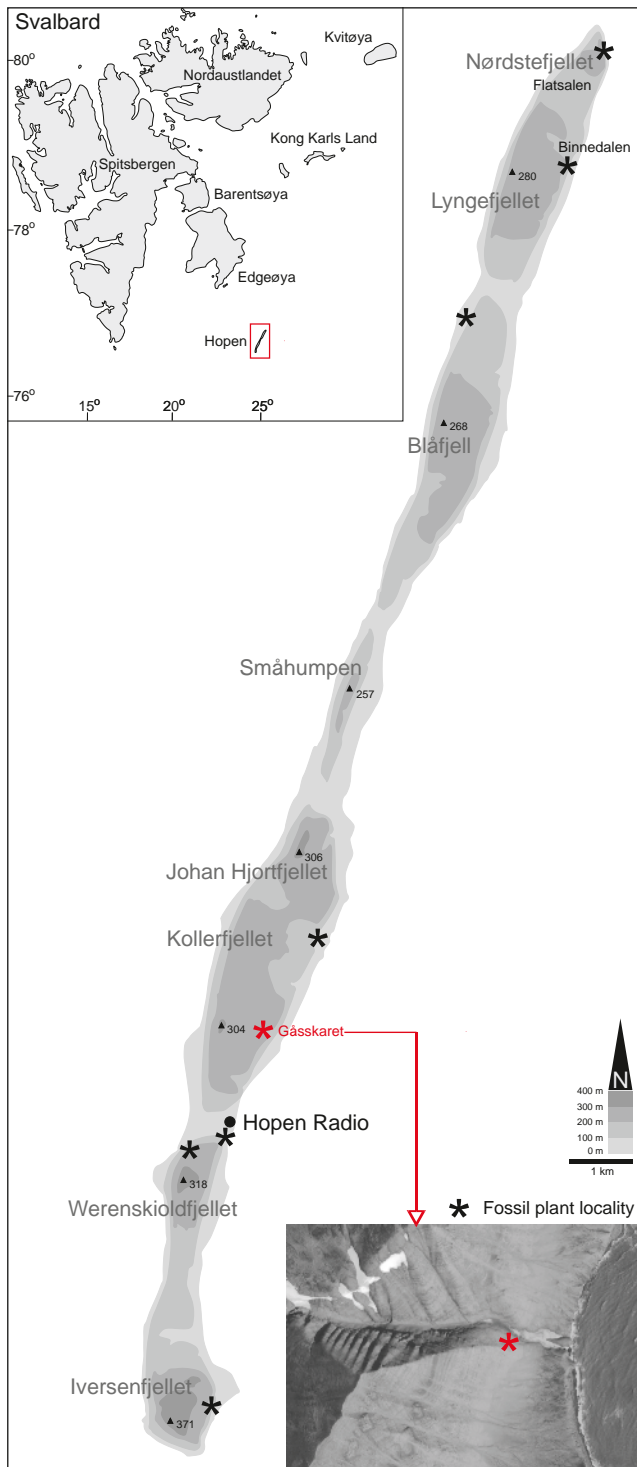 Svalbard
Kvitøya
80°
Nordaustlandet
Kong Karls Land
Spitsbergen
Barentsøya
78°
Edgeøya
Hopen
76°
15°
20°
25°
Nørdstefjellet
Flatsalen
Binnedalen
280
Lyngefjellet
268
Blåfjell
Småhumpen
257
306
Johan Hjortfjellet
Kollerfjellet
304
Gåsskaret
N
400 m
300 m
200 m
100 m
0 m
1 km
Hopen Radio
318
Werenskioldfjellet
* Fossil plant locality
Iversenfjellet
371